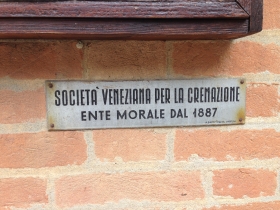 SOCIETÀ VENEZIANA PER LA CREMAZIONE
ENTE MORALE DAL 1887